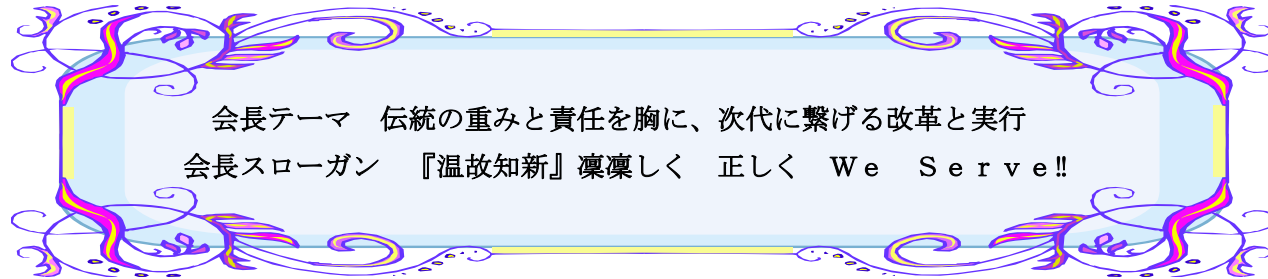 会長テーマ　伝統の重みと責任を胸に、次代に繋げる改革と実行
会長スローガン　『温故知新』凜凜しく　正しく　Ｗｅ　Ｓｅｒｖｅ‼